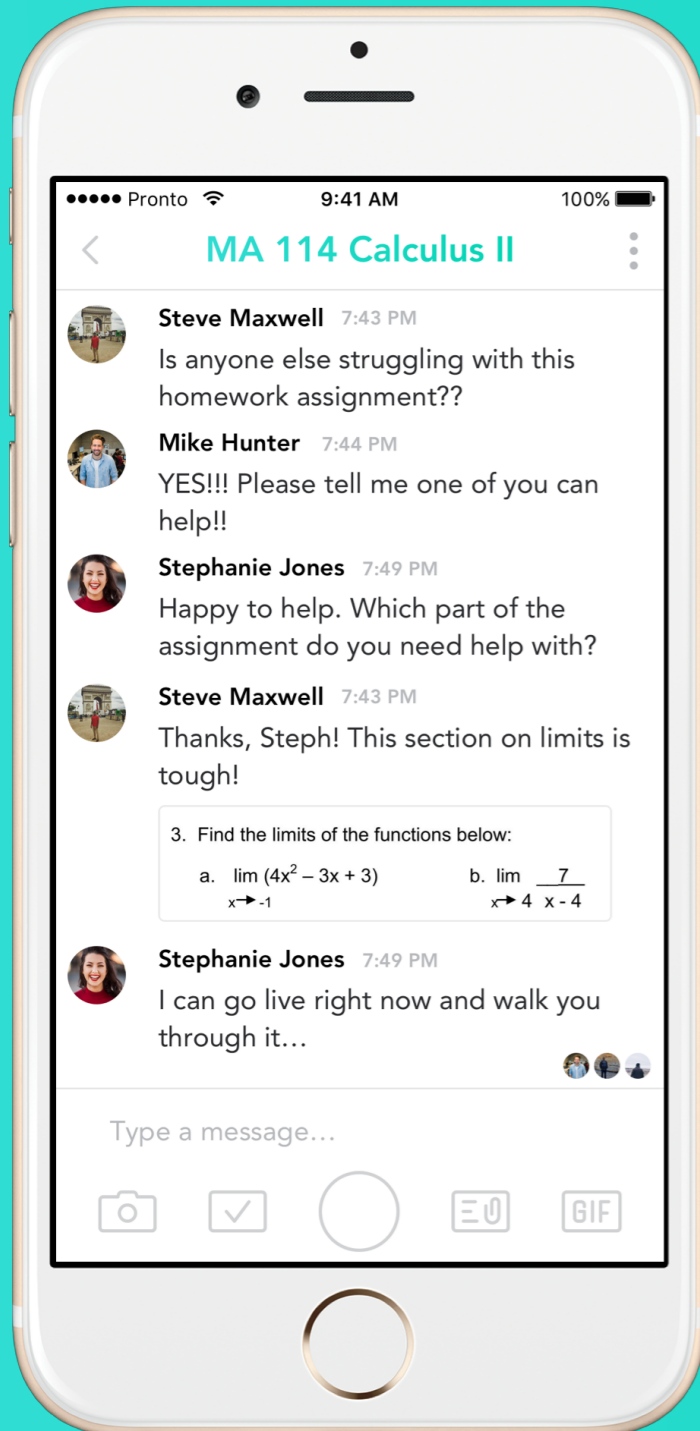 ●●●●● Pronto 9:41 AM 100%
MA 114 Calculus II
Steve Maxwell 7:43 PM
Is anyone else struggling with this
homework assignment??
Mike Hunter 7:44 PM
YES!!! Please tell me one of you can
help!!
Stephanie Jones 7:49 PM
Happy to help. Which part of the
assignment do you need help with?
Steve Maxwell 7:43 PM
Thanks, Steph! This section on limits is
tough!
3. Find the limits of the functions below:
a. lim (4x² – 3x + 3) b. lim 7
x→ -1 x→ 4 x - 4
Stephanie Jones 7:49 PM
I can go live right now and walk you
through it…
Type a message…
GIF